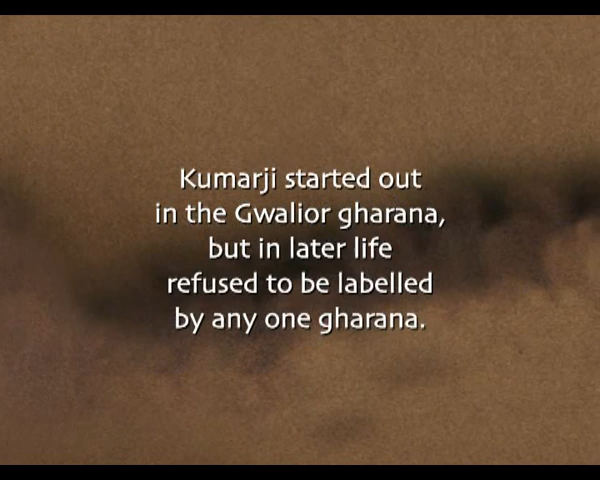 Kumarji started out
in the Gwalior gharana,
but in later life
refused to be labelled
by any one gharana.